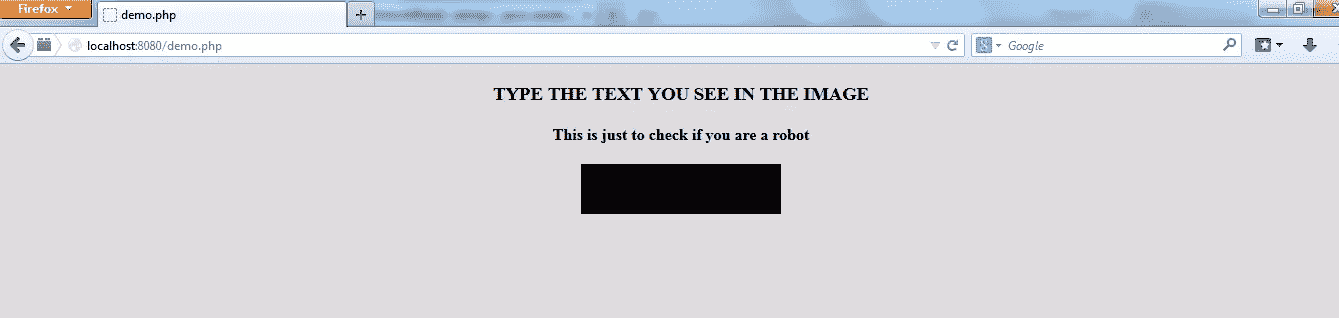 Firefox
demo.php
localhost:8080/demo.php
Google
TYPE THE TEXT YOU SEE IN THE IMAGE
This is just to check if you are a robot